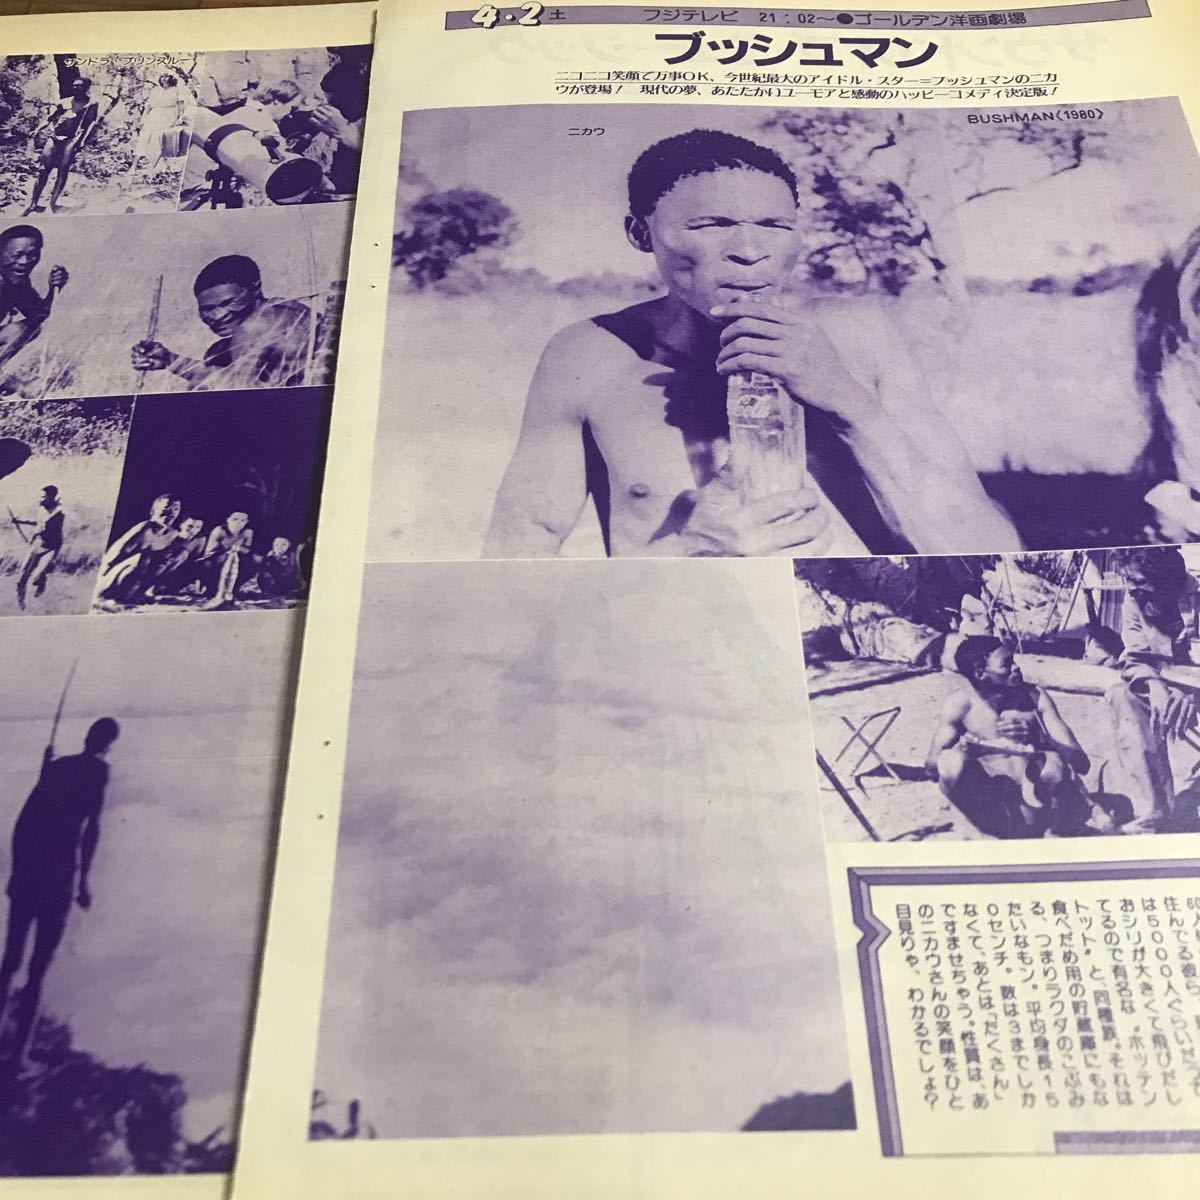 4・2土
フジテレビ 21:02〜●ゴールデン洋画劇場
ブッシュマン
ニコニコ笑顔で万事OK、今世紀最大のアイドル・スター=ブッシュマンのニカ
ウが登場! 現代の夢、あたたかいユーモアと感動のハッピーコメディ決定版!
BUSHMAN《1980》
ニカウ
サンドラ・プリンスルー
住んでる彼ら
は5000人ぐらいだ
おシリが大きくて飛びだし
てるので有名な〝ホッテン
トット〟と、同種族。それは
食べだめ用の貯蔵庫にもな
る、つまりラクダのこぶみ
たいなもン。平均身長15
0センチ。数は3までしか
なくて、あとは「たくさん」
ですませちゃう。性質は、あ
のニカウさんの笑顔をひと
目見りゃ、わかるでしょ?